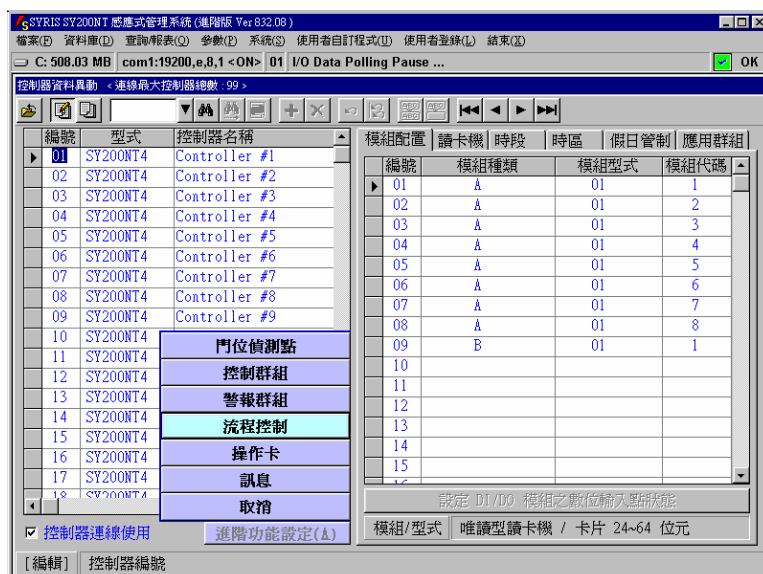 SYRIS SY200NT 感應式管理系統 (進階版 Ver 832.08 )
檔案(F) 資料庫(D) 查詢/報表(Q) 參數(P) 系統(S) 使用者自訂程式(U) 使用者登錄(L) 結束(X)
C: 508.03 MB com1:19200,e,8,1 <ON> 01 I/O Data Polling Pause ... OK
控制器資料異動 < 連線最大控制器總數 : 99 >
編號 型式 控制器名稱
01 SY200NT4 Controller #1
02 SY200NT4 Controller #2
03 SY200NT4 Controller #3
04 SY200NT4 Controller #4
05 SY200NT4 Controller #5
06 SY200NT4 Controller #6
07 SY200NT4 Controller #7
08 SY200NT4 Controller #8
09 SY200NT4 Controller #9
10 SY200NT4
11 SY200NT4
12 SY200NT4
13 SY200NT4
14 SY200NT4
15 SY200NT4
16 SY200NT4
17 SY200NT4
18 SY200NT4
門位偵測點
控制群組
警報群組
流程控制
操作卡
訊息
取消
控制器連線使用 進階功能設定(A)
模組配置 讀卡機 時段 時區 假日管制 應用群組
編號 模組種類 模組型式 模組代碼
01 A 01 1
02 A 01 2
03 A 01 3
04 A 01 4
05 A 01 5
06 A 01 6
07 A 01 7
08 A 01 8
09 B 01 1
10
11
12
13
14
15
16
設定 DI/DO 模組之數位輸入點狀態
模組/型式 唯讀型讀卡機 / 卡片 24~64 位元
[編輯] 控制器編號